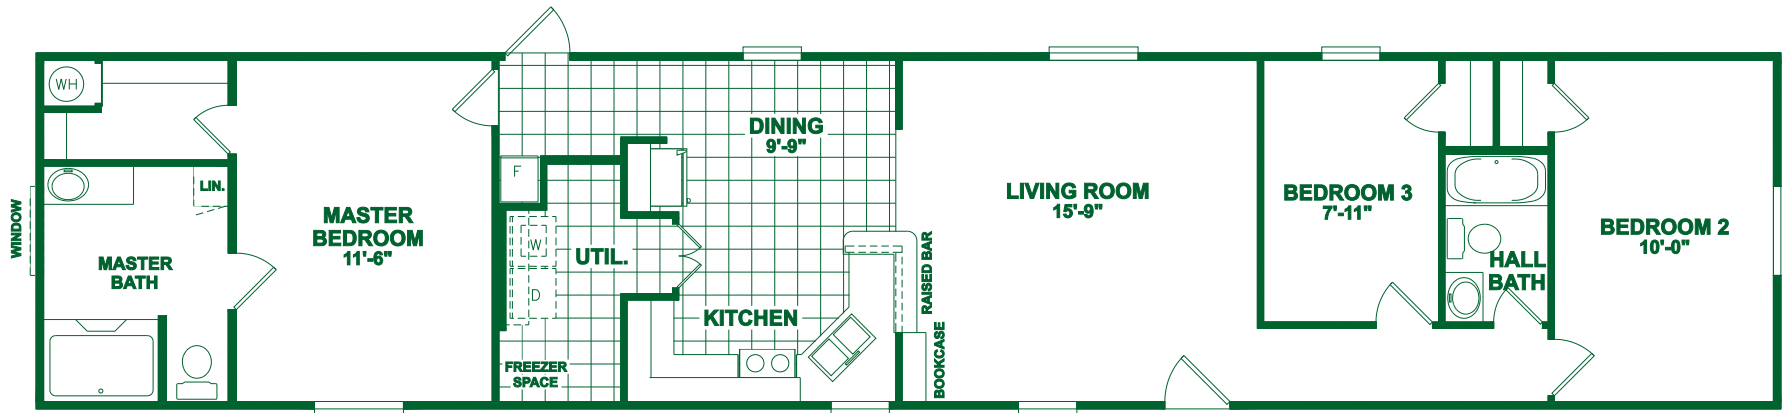 WH
WINDOW
LIN.
MASTER
BATH
MASTER
BEDROOM
11'-6"
F
W
D
UTIL.
FREEZER
SPACE
DINING
9'-9"
KITCHEN
RAISED BAR
BOOKCASE
LIVING ROOM
15'-9"
BEDROOM 3
7'-11"
HALL
BATH
BEDROOM 2
10'-0"